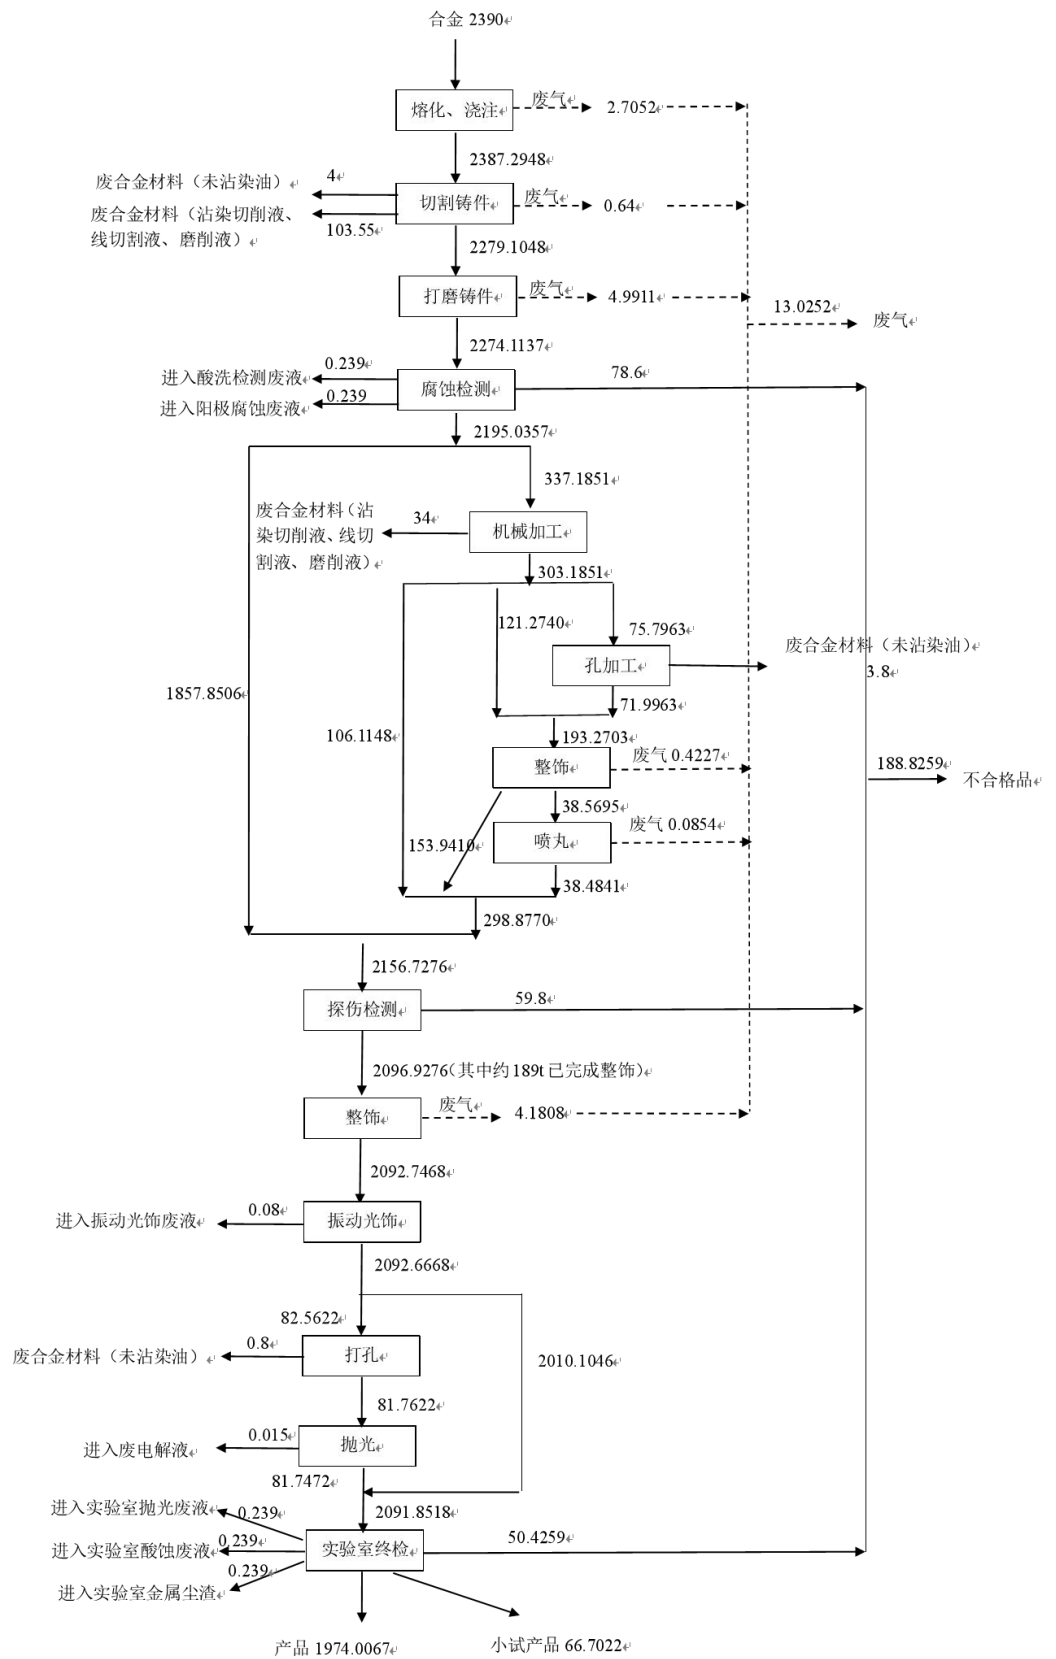 合金 2390
熔化、浇注
废气
2.7052
2387.2948
废合金材料（未沾染油）
4
切割铸件
废气
0.64
废合金材料（沾染切削液、
线切割液、磨削液）
103.55
2279.1048
打磨铸件
废气
4.9911
13.0252
废气
2274.1137
进入酸洗检测废液
0.239
腐蚀检测
78.6
进入阳极腐蚀废液
0.239
2195.0357
337.1851
废合金材料（沾
染切削液、线切
割液、磨削液）
34
机械加工
303.1851
121.2740
75.7963
孔加工
废合金材料（未沾染油）
3.8
1857.8506
71.9963
106.1148
193.2703
整饰
废气 0.4227
188.8259
不合格品
38.5695
喷丸
废气 0.0854
153.9410
38.4841
298.8770
2156.7276
探伤检测
59.8
2096.9276（其中约 189t 已完成整饰）
整饰
废气
4.1808
2092.7468
进入振动光饰废液
0.08
振动光饰
2092.6668
82.5622
废合金材料（未沾染油）
0.8
打孔
2010.1046
81.7622
进入废电解液
0.015
抛光
81.7472
2091.8518
进入实验室抛光废液
0.239
进入实验室酸蚀废液
0.239
实验室终检
50.4259
进入实验室金属尘渣
0.239
产品 1974.0067
小试产品 66.7022